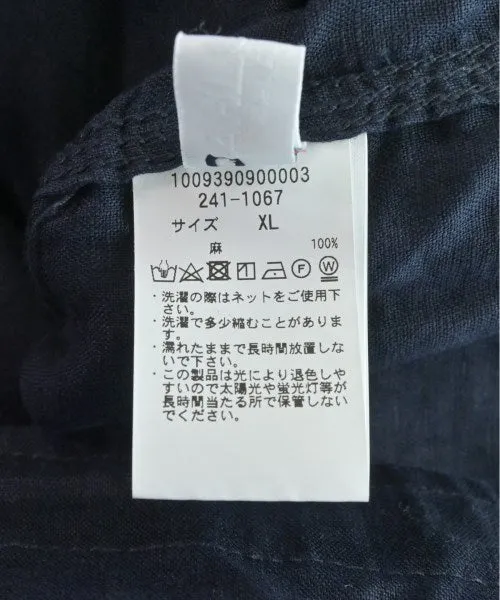 1009390900003
241-1067
サイズ XL
麻 100%
F W
・洗濯の際はネットをご使用下
さい。
・洗濯で多少縮むことがありま
す。
・濡れたままで長時間放置しな
いで下さい。
・この製品は光により退色しや
すいので太陽光や蛍光灯等が
長時間当たる所で保管しない
でください。